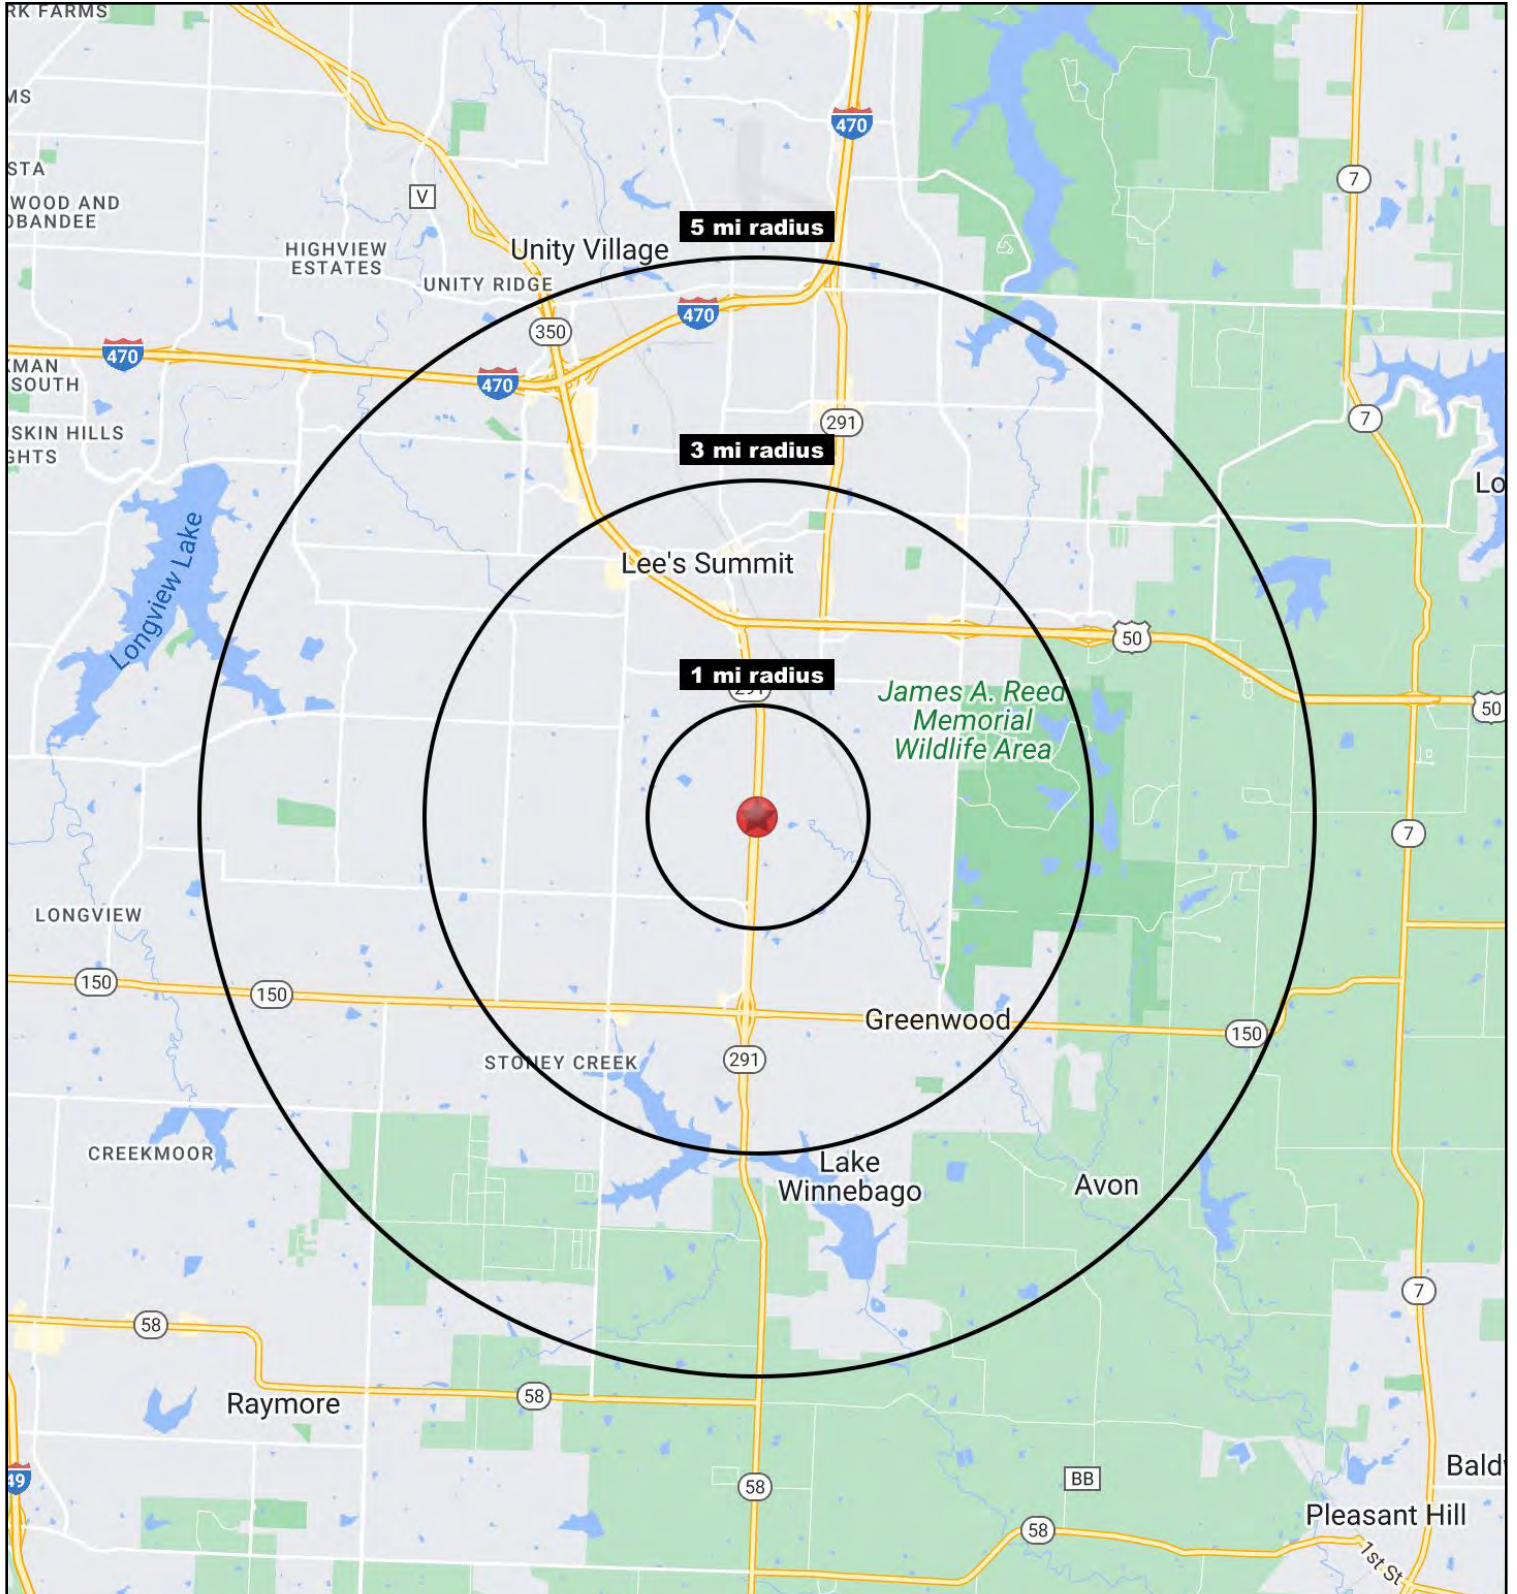 RK FARMS
MS
470
STA
7
V
WOOD AND
OBANDEE
5 mi radius
HIGHVIEW
ESTATES
Unity Village
UNITY RIDGE
470
350
470
KMAN
SOUTH
470
7
291
SKIN HILLS
GHTS
3 mi radius
Lo
Longview Lake
Lee's Summit
50
1 mi radius
291
James A. Reed
Memorial
Wildlife Area
50
7
LONGVIEW
150
150
Greenwood
150
STONEY CREEK
291
CREEKMOOR
Lake
Winnebago
Avon
7
58
58
Raymore
49
58
BB
Bald
Pleasant Hill
58
1st St